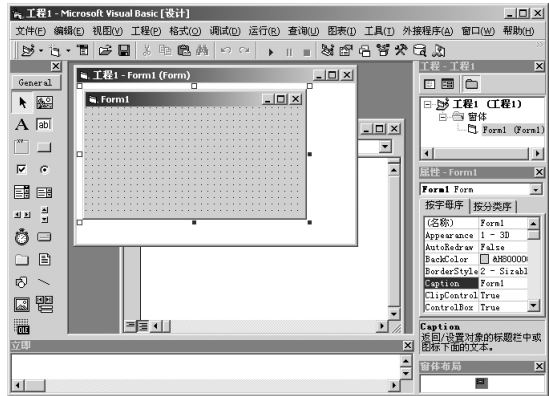 工程1 - Microsoft Visual Basic [设计]
文件(F) 编辑(E) 视图(V) 工程(P) 格式(O) 调试(D) 运行(R) 查询(U) 图表(I) 工具(T) 外接程序(A) 窗口(W) 帮助(H)
General
A
ab|
OLE
工程1 - Form1 (Form)
Form1
工程 - 工程1
工程1 (工程1)
窗体
Form1 (Form1)
属性 - Form1
Form1 Form
按字母序 按分类序
(名称) Form1
Appearance 1 - 3D
AutoRedraw False
BackColor &H80000
BorderStyle 2 - Sizabl
Caption Form1
ClipControl True
ControlBox True
Caption
返回/设置对象的标题栏中或
图标下面的文本。
窗体布局
立即